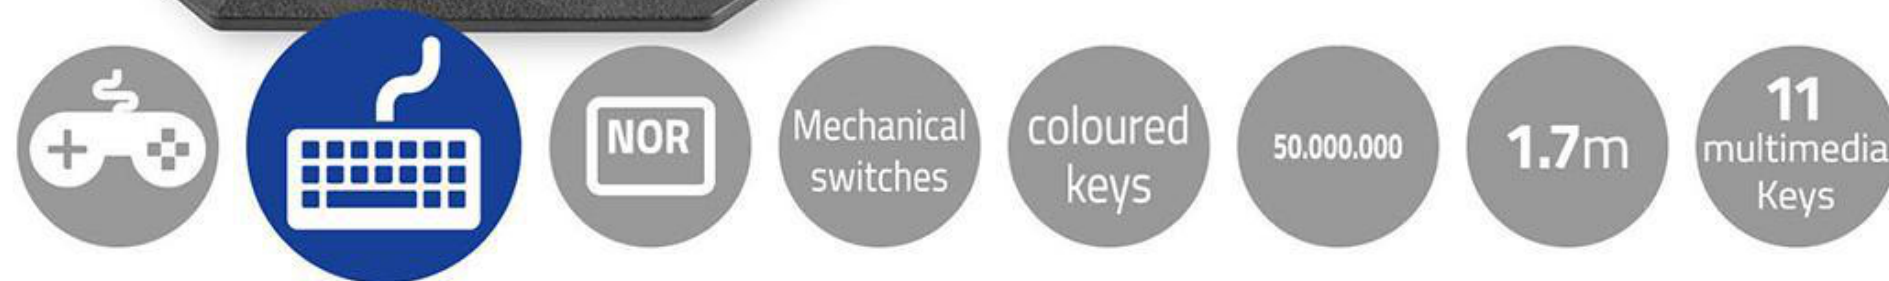 NOR
Mechanical
switches
coloured
keys
50.000.000
1.7m
11
multimedia
Keys